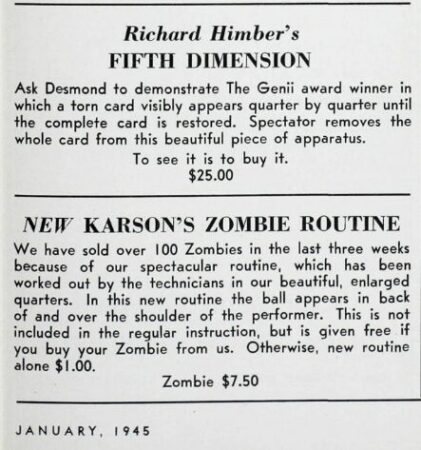 Richard Himber's
FIFTH DIMENSION
Ask Desmond to demonstrate The Genii award winner in
which a torn card visibly appears quarter by quarter until
the complete card is restored. Spectator removes the
whole card from this beautiful piece of apparatus.
To see it is to buy it.
$25.00
NEW KARSON'S ZOMBIE ROUTINE
We have sold over 100 Zombies in the last three weeks
because of our spectacular routine, which has been
worked out by the technicians in our beautiful, enlarged
quarters. In this new routine the ball appears in back
of and over the shoulder of the performer. This is not
included in the regular instruction, but is given free if
you buy your Zombie from us. Otherwise, new routine
alone $1.00.
Zombie $7.50
JANUARY, 1945